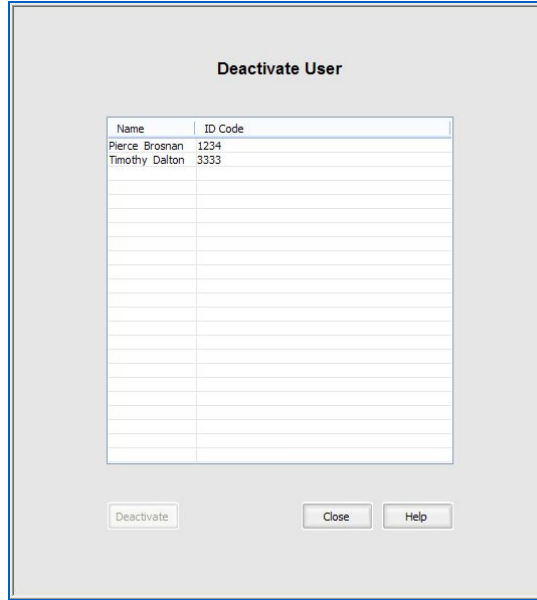 Deactivate User
Name ID Code
Pierce Brosnan 1234
Timothy Dalton 3333
Deactivate Close Help